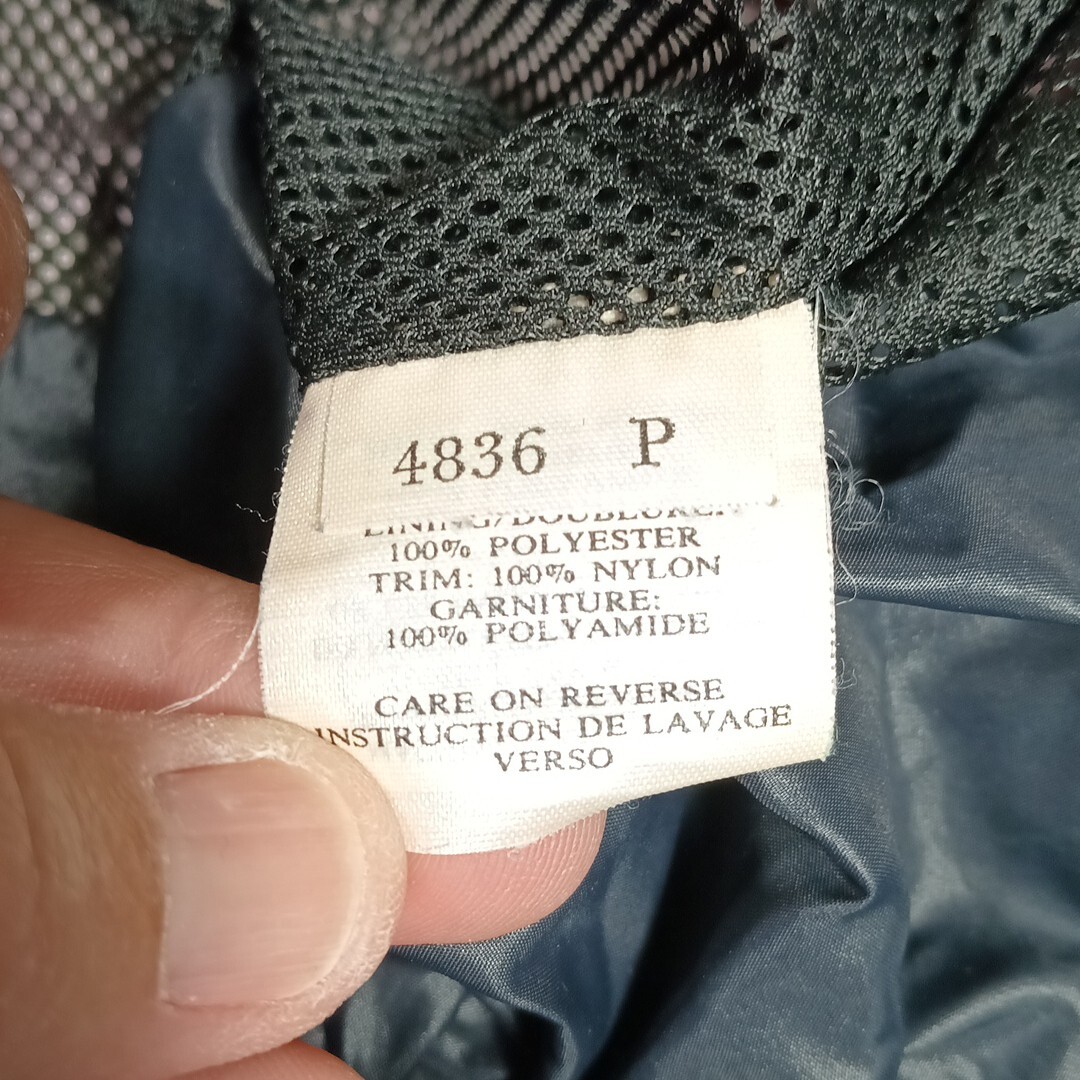 4836 P
100% POLYESTER
TRIM: 100% NYLON
GARNITURE:
100% POLYAMIDE
CARE ON REVERSE
INSTRUCTION DE LAVAGE
VERSO